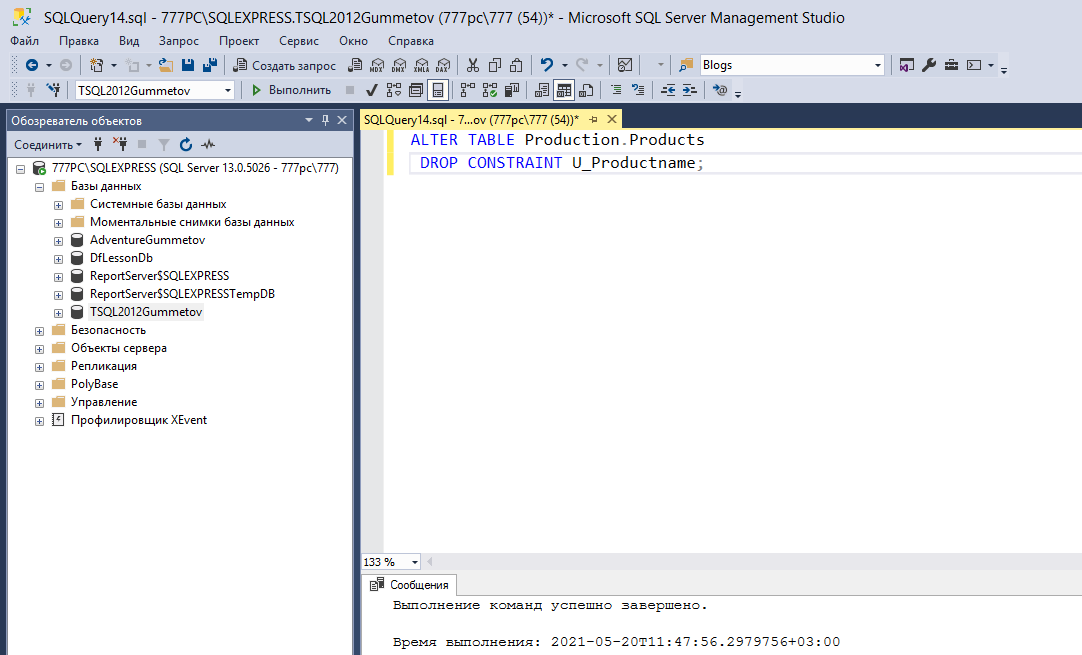 SQLQuery14.sql - 777PC\SQLEXPRESS.TSQL2012Gummetov (777pc\777 (54))* - Microsoft SQL Server Management Studio
Файл Правка Вид Запрос Проект Сервис Окно Справка
Создать запрос MDX DMX XMLA DAX Blogs
TSQL2012Gummetov Выполнить
Обозреватель объектов
SQLQuery14.sql - 7...ov (777pc\777 (54))*
Соединить
777PC\SQLEXPRESS (SQL Server 13.0.5026 - 777pc\777)
Базы данных
Системные базы данных
Моментальные снимки базы данных
AdventureGummetov
DfLessonDb
ReportServer$SQLEXPRESS
ReportServer$SQLEXPRESSTempDB
TSQL2012Gummetov
Безопасность
Объекты сервера
Репликация
PolyBase
Управление
Профилировщик XEvent
ALTER TABLE Production.Products
DROP CONSTRAINT U_Productname;
133 %
Сообщения
Выполнение команд успешно завершено.
Время выполнения: 2021-05-20T11:47:56.2979756+03:00